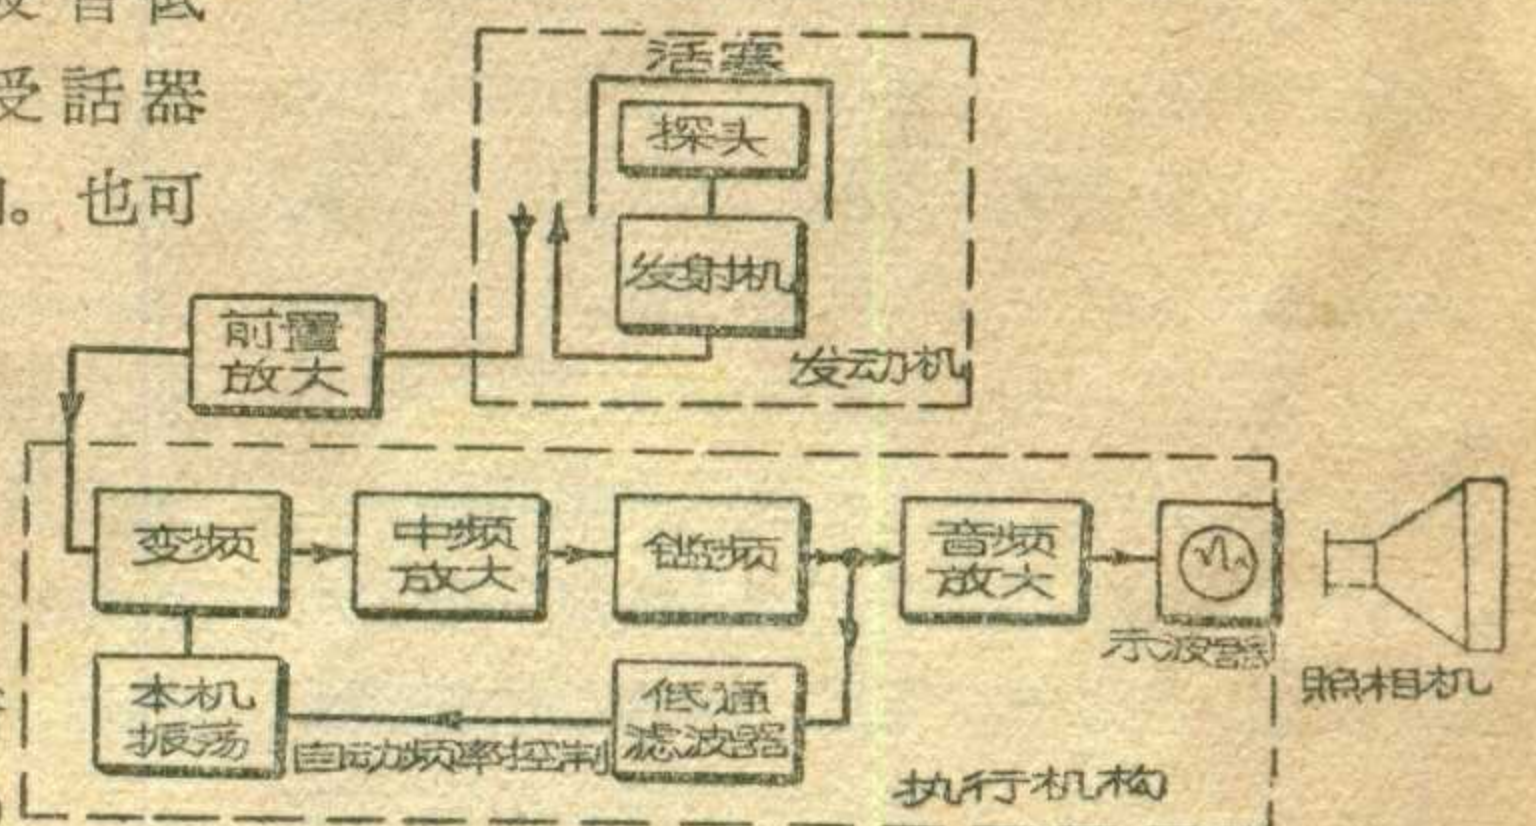 受話器
。也可
活塞
探头
发射机
发动机
前置
放大
变频
中频
放大
鑑频
音频
放大
示波器
照相机
本机
振荡
自动频率控制
低通
滤波器
执行机构